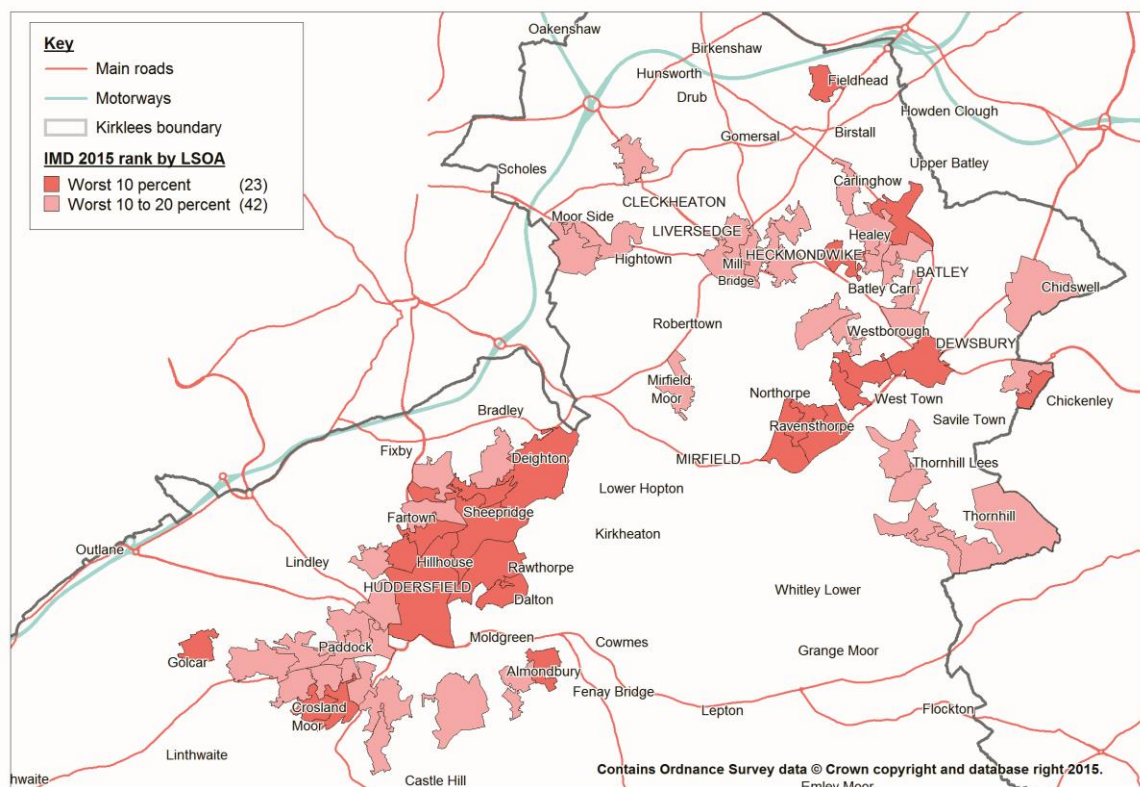 Key
Main roads
Motorways
Kirklees boundary
IMD 2015 rank by LSOA
Worst 10 percent (23)
Worst 10 to 20 percent (42)
Oakenshaw
Birkenshaw
Hunsworth
Fieldhead
Drub
Howden Clough
Gomersal
Birstall
Scholes
Upper Batley
Carlinghow
CLECKHEATON
Moor Side
LIVERSEDGE
Healey
Hightown
Mill
Bridge
HECKMONDWIKE
BATLEY
Batley Carr
Chidswell
Roberttown
Westborough
DEWSBURY
Mirfield
Moor
Northorpe
West Town
Chickenley
Bradley
Ravensthorpe
Savile Town
Fixby
Deighton
MIRFIELD
Thornhill Lees
Lower Hopton
Fartown
Sheepridge
Thornhill
Kirkheaton
Outlane
Lindley
Hillhouse
Rawthorpe
HUDDERSFIELD
Dalton
Whitley Lower
Golcar
Paddock
Moldgreen
Cowmes
Grange Moor
Almondbury
Fenay Bridge
Crosland
Moor
Lepton
Flockton
Linthwaite
hwaite
Castle Hill
Contains Ordnance Survey data © Crown copyright and database right 2015.
Emley Moor